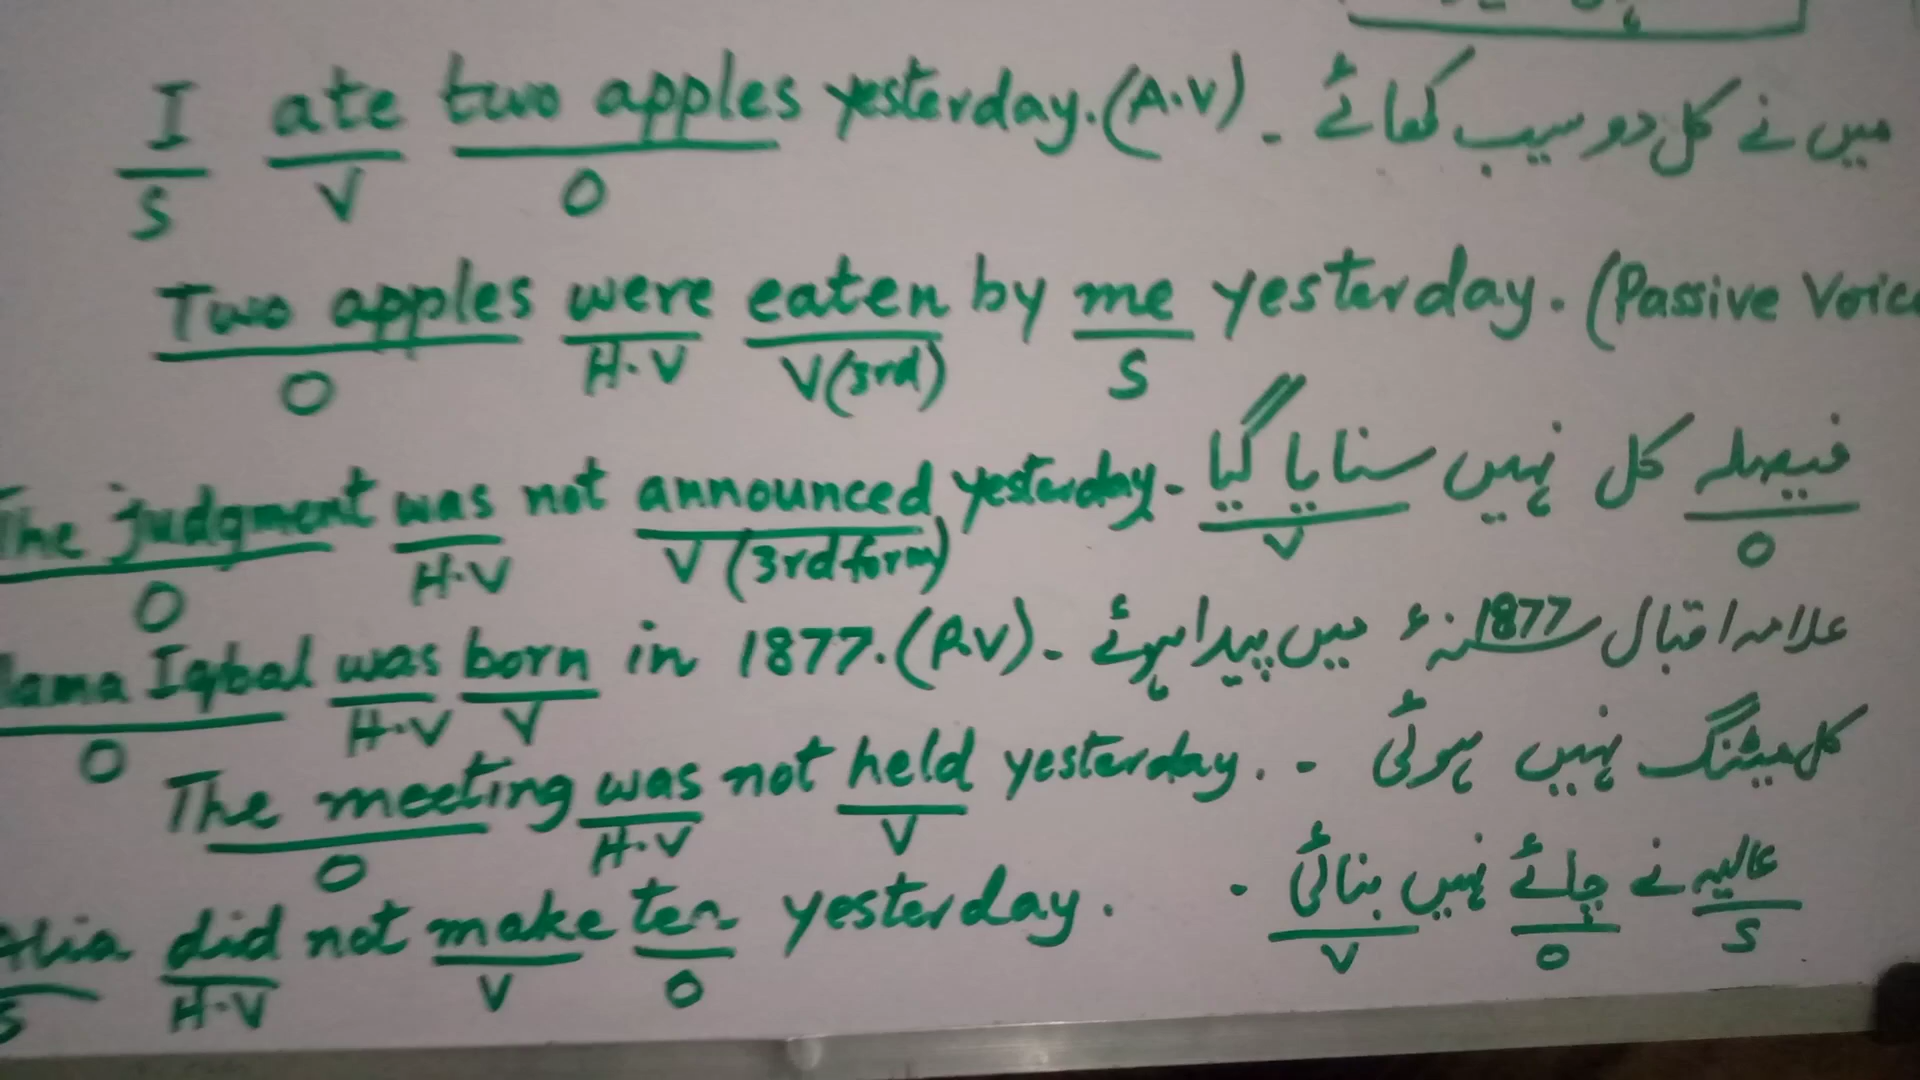 I ate two apples yesterday. (A.V) ۔ میں نے کل دو سیب کھائے
S V O
Two apples were eaten by me yesterday. (Passive Voice
O H.V V(3rd) S
The judgment was not announced yesterday. فیصلہ کل نہیں سنایا گیا
O H.V V (3rd form) V O
lama Iqbal was born in 1877. (A.V) ۔ علامہ اقبال 1877ء میں پیدا ہوئے
O H.V V
The meeting was not held yesterday. ۔ کل میٹنگ نہیں ہوئی
O H.V V
Alia did not make tea yesterday. ۔ عالیہ نے چائے نہیں بنائی
S H.V V O V O S